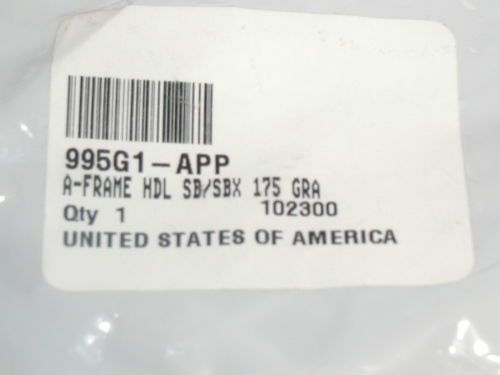 995G1-APP
A-FRAME HDL SB/SBX 175 GRA
Qty 1 102300
UNITED STATES OF AMERICA